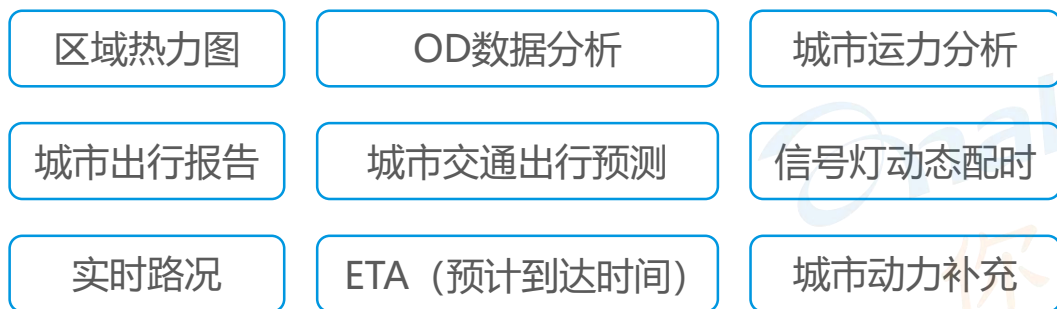 区域热力图
OD数据分析
城市运力分析
城市出行报告
城市交通出行预测
信号灯动态配时
实时路况
ETA（预计到达时间）
城市动力补充